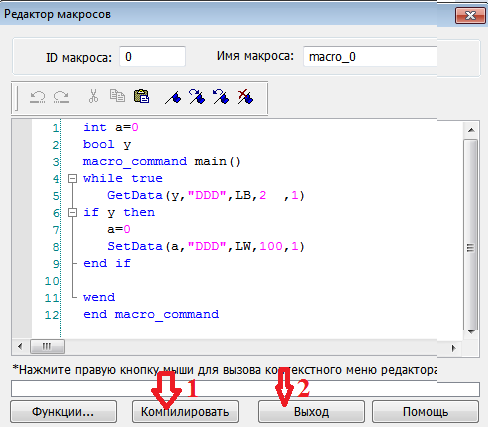 Редактор макросов
ID макроса: 0 Имя макроса: macro_0
1 int a=0
2 bool y
3 macro_command main()
4 while true
5 GetData(y,"DDD",LB,2 ,1)
6 if y then
7 a=0
8 SetData(a,"DDD",LW,100,1)
9 end if
10
11 wend
12 end macro_command
*Нажмите правую кнопку мыши для вызова контекстного меню редактора
1 2
Функции... Компилировать Выход Помощь